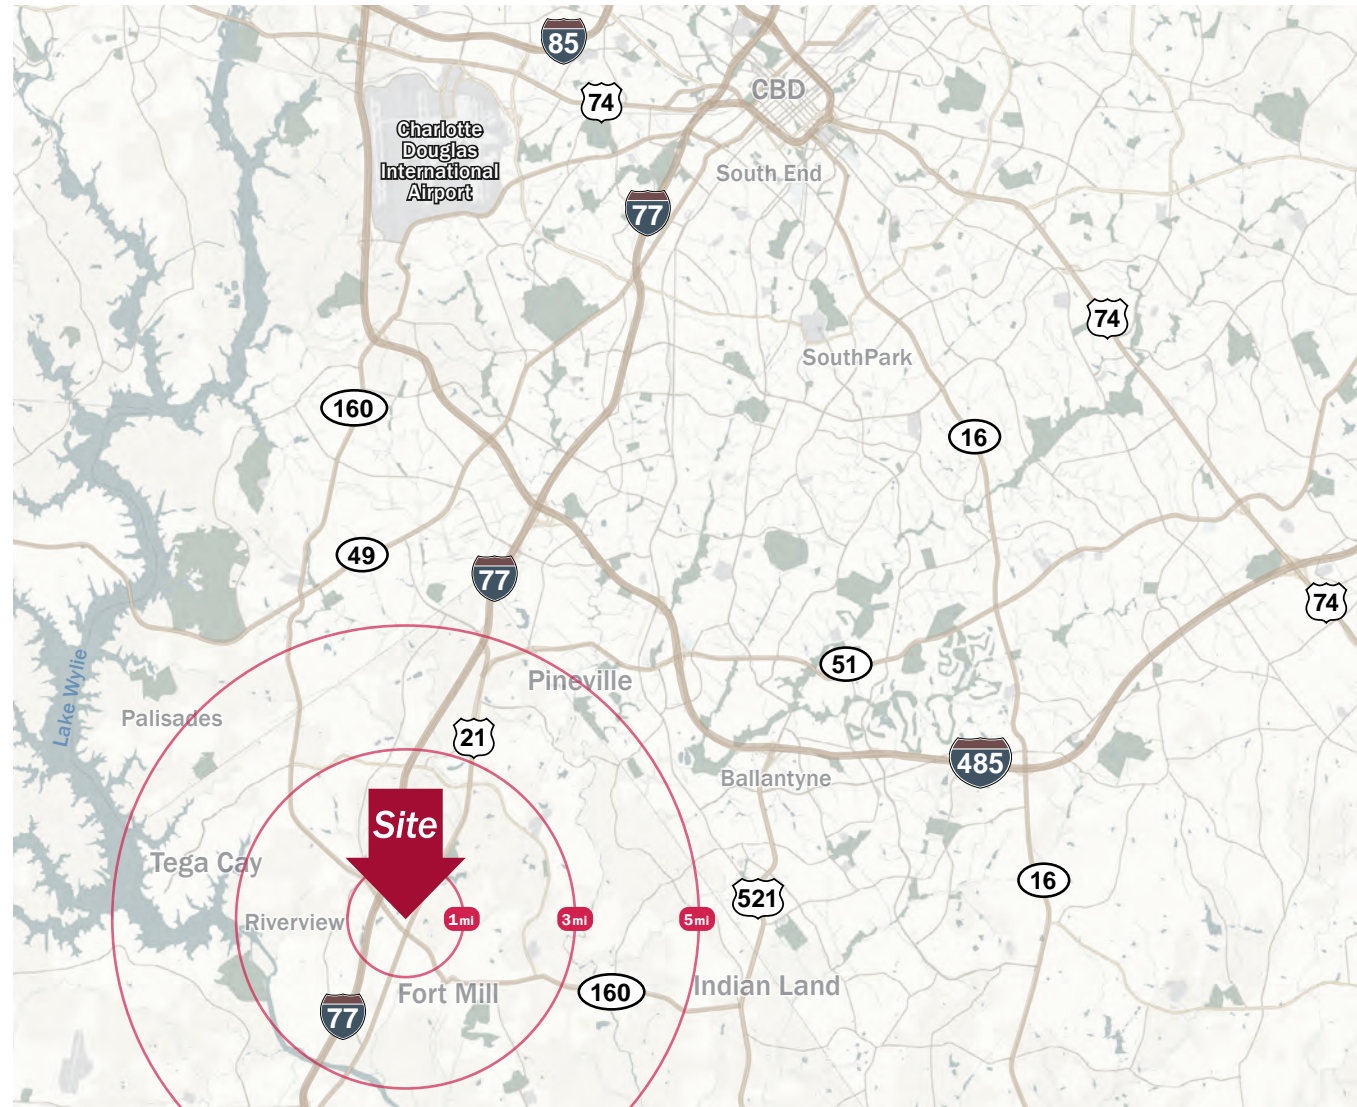 85
CBD
74
Charlotte
Douglas
International
Airport
South End
77
74
SouthPark
160
16
49
77
74
51
Pineville
Lake Wylie
Palisades
21
485
Ballantyne
Site
Tega Cay
16
521
Riverview
1mi
3mi
5mi
Indian Land
Fort Mill
160
77